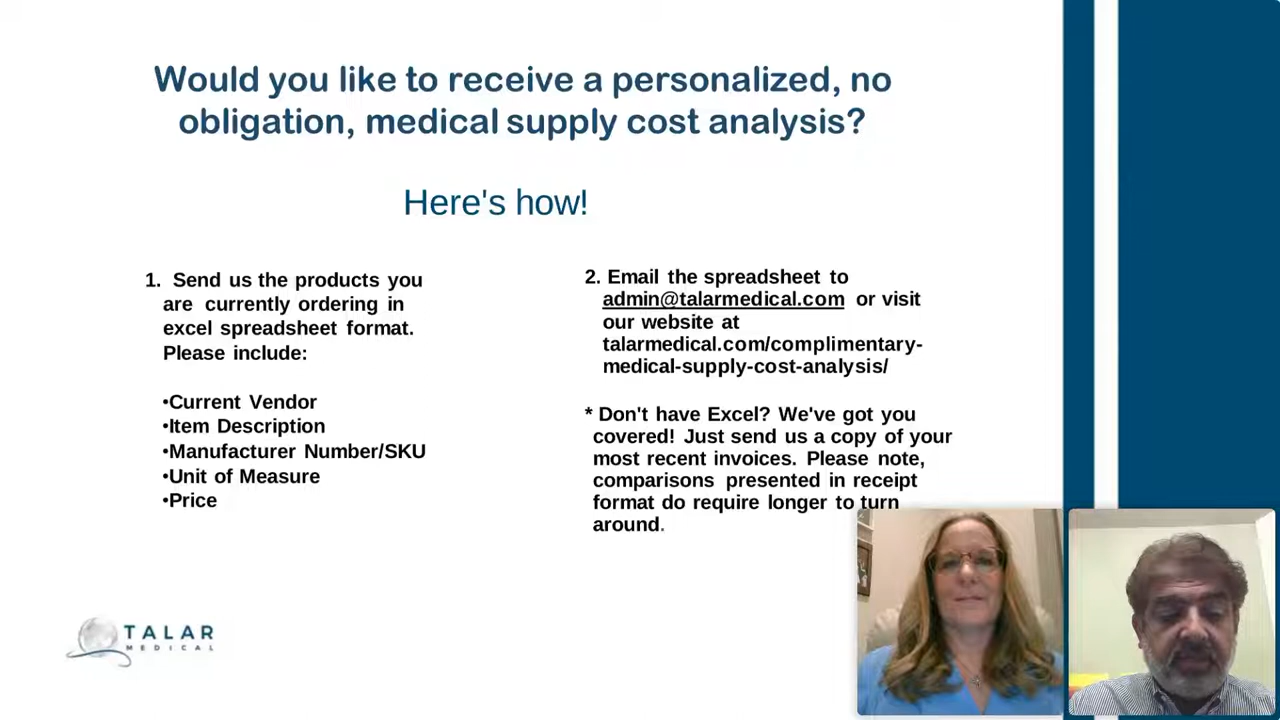 Would you like to receive a personalized, no
obligation, medical supply cost analysis?
Here's how!
1. Send us the products you
are currently ordering in
excel spreadsheet format.
Please include:
•Current Vendor
•Item Description
•Manufacturer Number/SKU
•Unit of Measure
•Price
2. Email the spreadsheet to
admin@talarmedical.com or visit
our website at
talarmedical.com/complimentary-
medical-supply-cost-analysis/
* Don't have Excel? We've got you
covered! Just send us a copy of your
most recent invoices. Please note,
comparisons presented in receipt
format do require longer to turn
around.
TALAR
MEDICAL